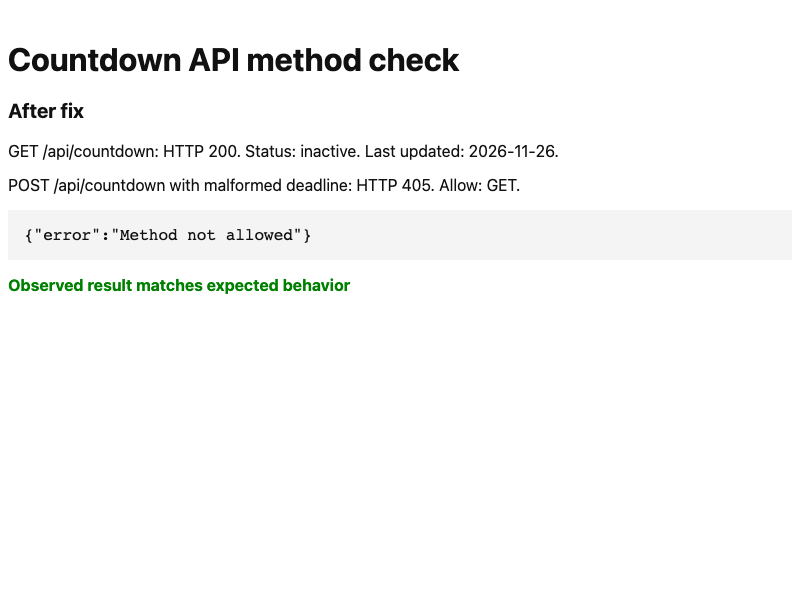 Countdown API method check
After fix
GET /api/countdown: HTTP 200. Status: inactive. Last updated: 2026-11-26.
POST /api/countdown with malformed deadline: HTTP 405. Allow: GET.
{"error":"Method not allowed"}
Observed result matches expected behavior